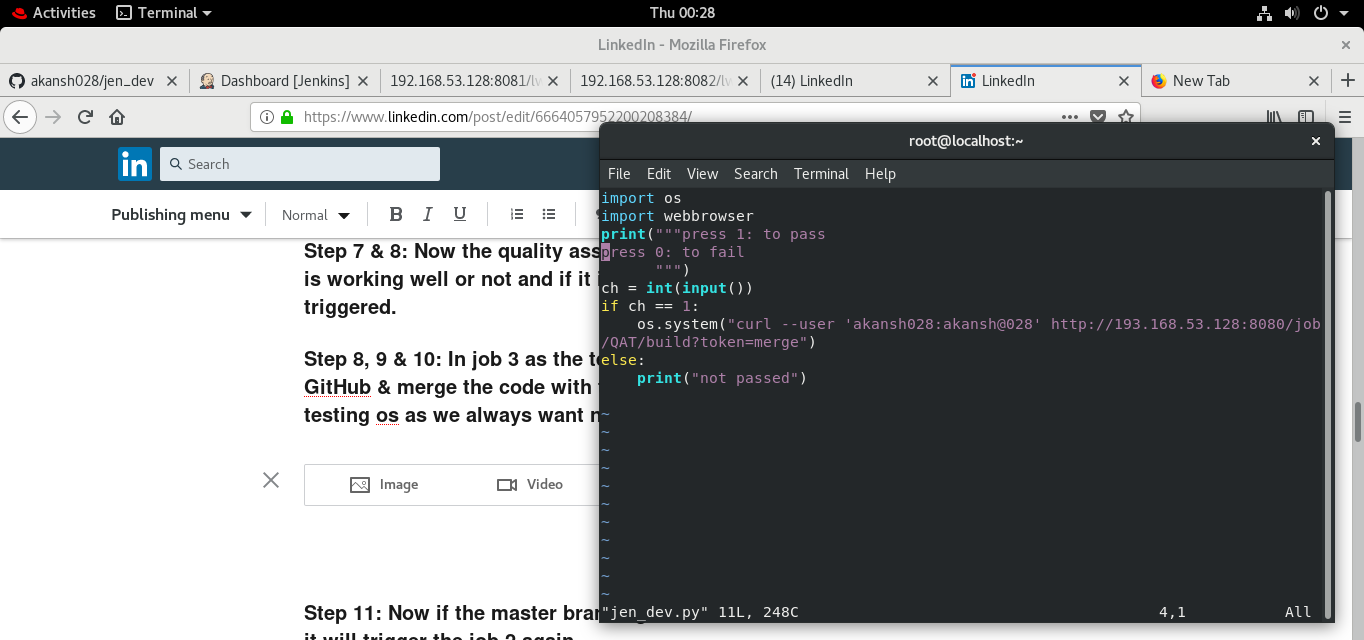 Activities Terminal Thu 00:28
LinkedIn - Mozilla Firefox
akansh028/jen_dev Dashboard [Jenkins] 192.168.53.128:8081/lw 192.168.53.128:8082/lw (14) LinkedIn LinkedIn New Tab
https://www.linkedin.com/post/edit/6664057952200208384/
in Search
Publishing menu Normal B I U
Step 7 & 8: Now the quality ass
is working well or not and if it i
triggered.
Step 8, 9 & 10: In job 3 as the te
GitHub & merge the code with
testing os as we always want n
Image Video
Step 11: Now if the master bran
it will trigger the job 2 again
root@localhost:~
File Edit View Search Terminal Help
import os
import webbrowser
print("""press 1: to pass
press 0: to fail
""")
ch = int(input())
if ch == 1:
os.system("curl --user 'akansh028:akansh@028' http://193.168.53.128:8080/job
/QAT/build?token=merge")
else:
print("not passed")
~
~
~
~
~
~
~
~
~
~
~
"jen_dev.py" 11L, 248C 4,1 All